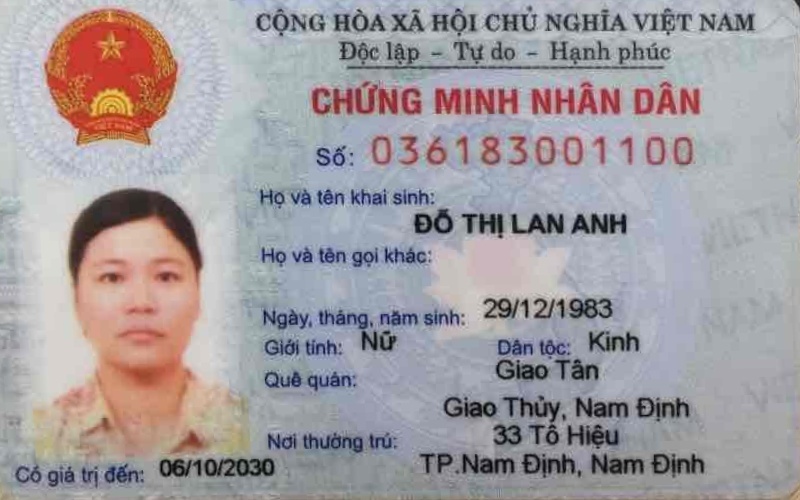 CỘNG HÒA XÃ HỘI CHỦ NGHĨA VIỆT NAM
Độc lập - Tự do - Hạnh phúc
CHỨNG MINH NHÂN DÂN
Số: 036183001100
Họ và tên khai sinh:
ĐỖ THỊ LAN ANH
Họ và tên gọi khác:
Ngày, tháng, năm sinh: 29/12/1983
Giới tính: Nữ Dân tộc: Kinh
Quê quán: Giao Tân
Giao Thủy, Nam Định
Nơi thường trú: 33 Tô Hiệu
TP.Nam Định, Nam Định
Có giá trị đến: 06/10/2030
VIỆT NAM